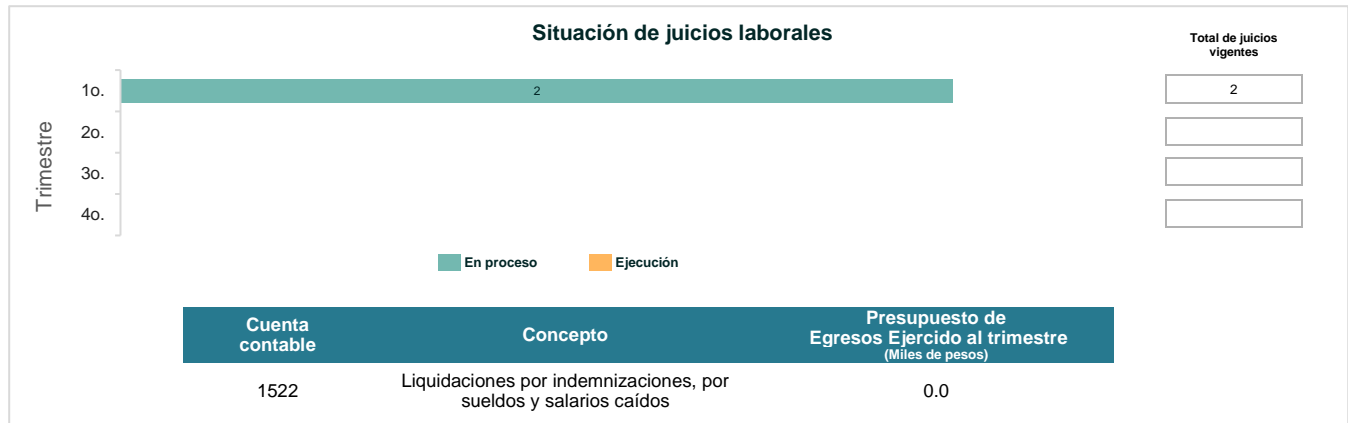 Situación de juicios laborales
Total de juicios
vigentes
Trimestre
1o.
2
2
2o.
3o.
4o.
En proceso
Ejecución
Cuenta
contable
Concepto
Presupuesto de
Egresos Ejercido al trimestre
(Miles de pesos)
1522
Liquidaciones por indemnizaciones, por
sueldos y salarios caídos
0.0